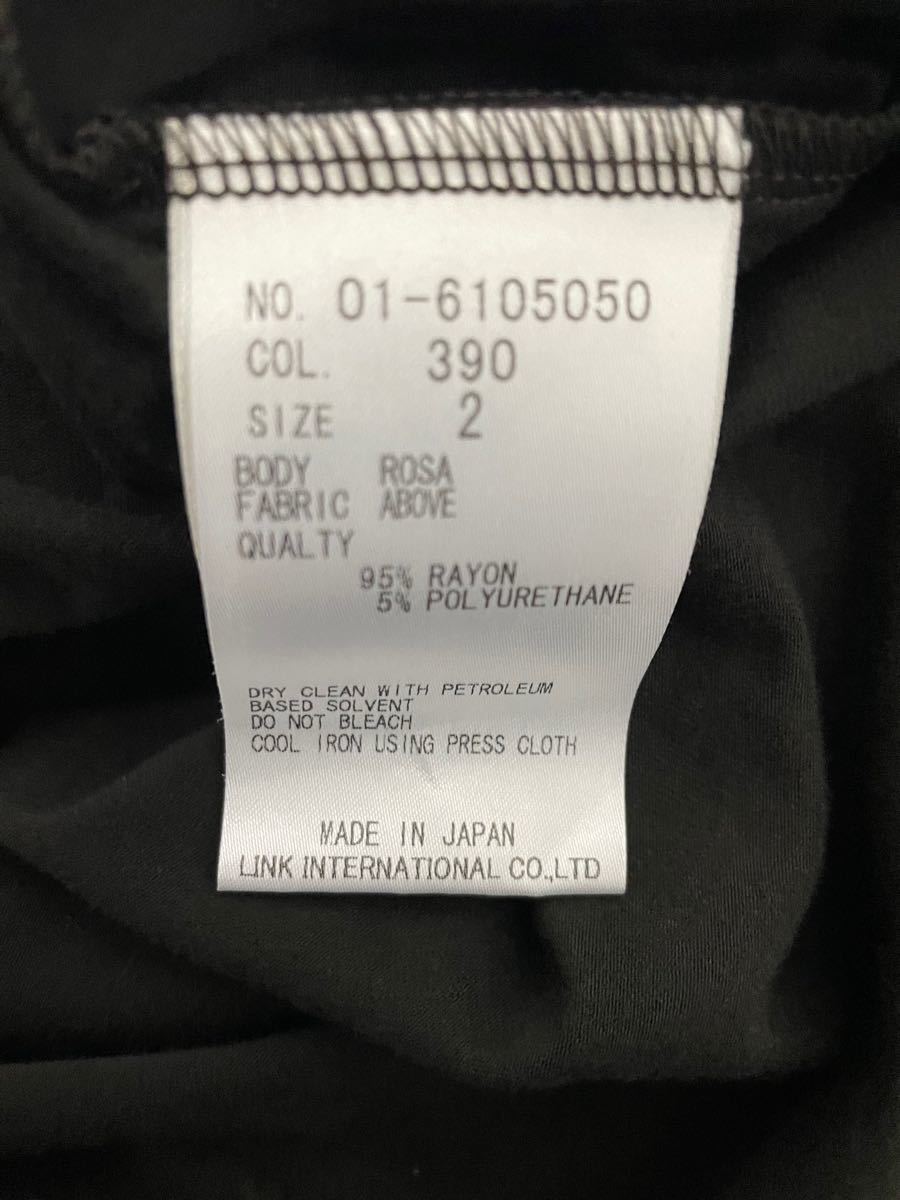 NO. 01-6105050
COL. 390
SIZE 2
BODY ROSA
FABRIC ABOVE
QUALTY
95% RAYON
5% POLYURETHANE
DRY CLEAN WITH PETROLEUM
BASED SOLVENT
DO NOT BLEACH
COOL IRON USING PRESS CLOTH
MADE IN JAPAN
LINK INTERNATIONAL CO.,LTD